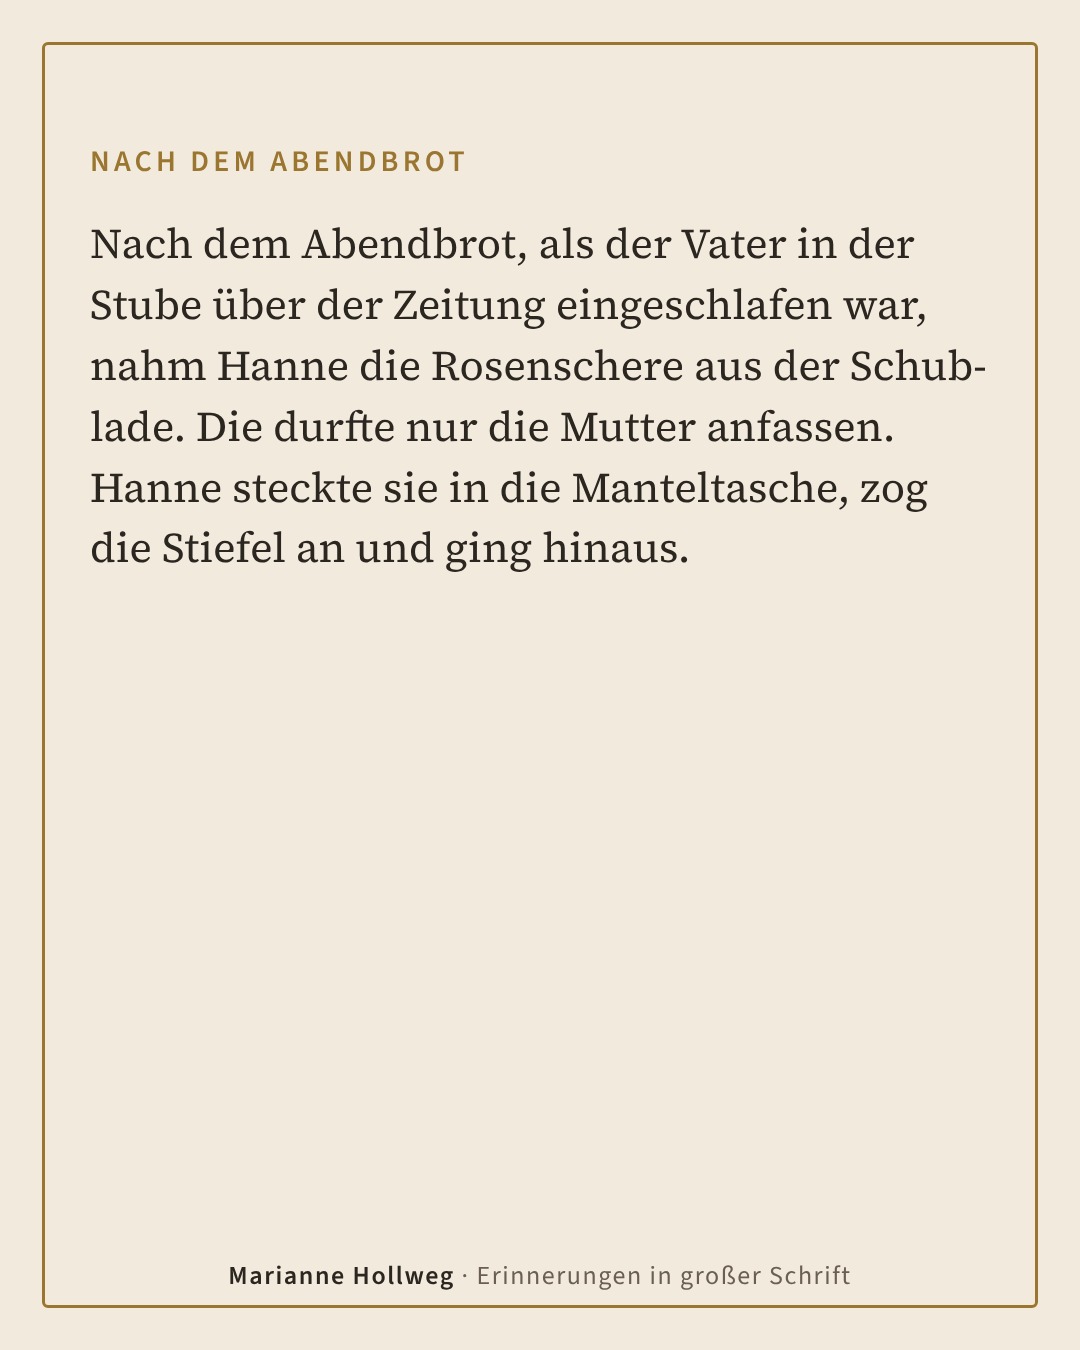 NACH DEM ABENDBROT
Nach dem Abendbrot, als der Vater in der
Stube über der Zeitung eingeschlafen war,
nahm Hanne die Rosenschere aus der Schub-
lade. Die durfte nur die Mutter anfassen.
Hanne steckte sie in die Manteltasche, zog
die Stiefel an und ging hinaus.
Marianne Hollweg · Erinnerungen in großer Schrift